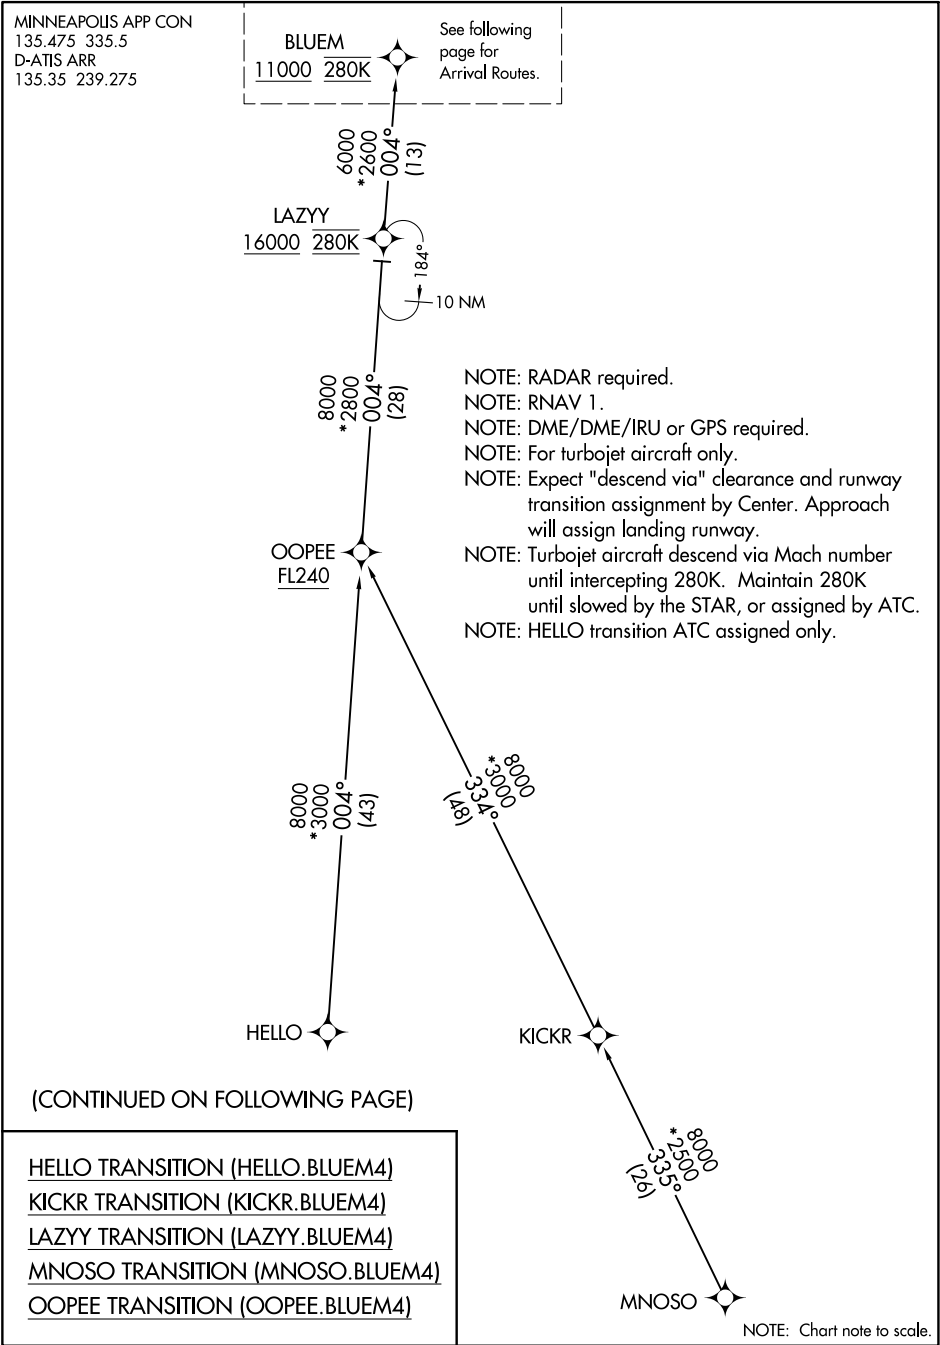 MINNEAPOLIS APP CON
135.475 335.5
D-ATIS ARR
135.35 239.275
BLUEM
11000 280K
See following
page for
Arrival Routes.
6000
*2600
004°
(13)
LAZYY
16000 280K
184°
10 NM
8000
*2800
004°
(28)
NOTE: RADAR required.
NOTE: RNAV 1.
NOTE: DME/DME/IRU or GPS required.
NOTE: For turbojet aircraft only.
NOTE: Expect "descend via" clearance and runway
transition assignment by Center. Approach
will assign landing runway.
NOTE: Turbojet aircraft descend via Mach number
until intercepting 280K. Maintain 280K
until slowed by the STAR, or assigned by ATC.
NOTE: HELLO transition ATC assigned only.
OOPEE
FL240
8000
*3000
004°
(43)
8000
*3000
334°
(48)
HELLO
KICKR
(CONTINUED ON FOLLOWING PAGE)
8000
*2500
335°
(26)
HELLO TRANSITION (HELLO.BLUEM4)
KICKR TRANSITION (KICKR.BLUEM4)
LAZYY TRANSITION (LAZYY.BLUEM4)
MNOSO TRANSITION (MNOSO.BLUEM4)
OOPEE TRANSITION (OOPEE.BLUEM4)
MNOSO
NOTE: Chart note to scale.